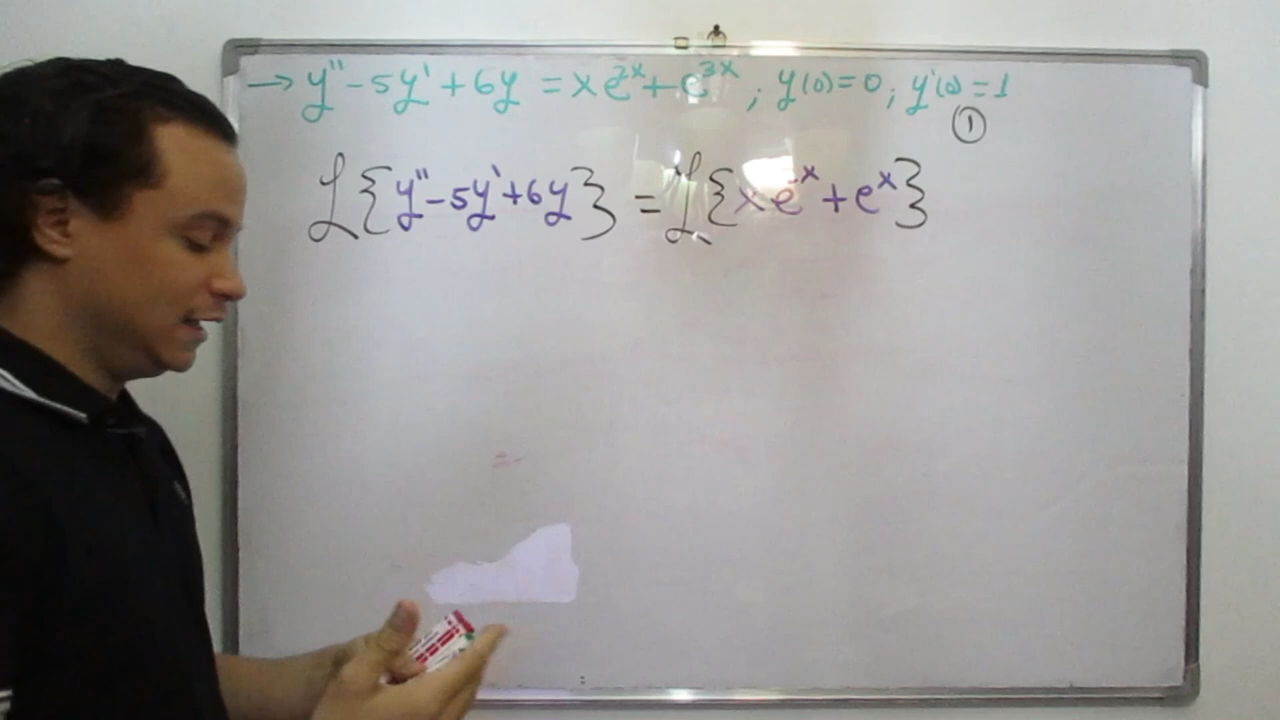 → y'' - 5y' + 6y = xe^{2x} + e^{3x} ; y(0) = 0 ; y'(0) = 1
①
ℒ{y'' - 5y' + 6y} = ℒ{xe^{-x} + e^{x}}